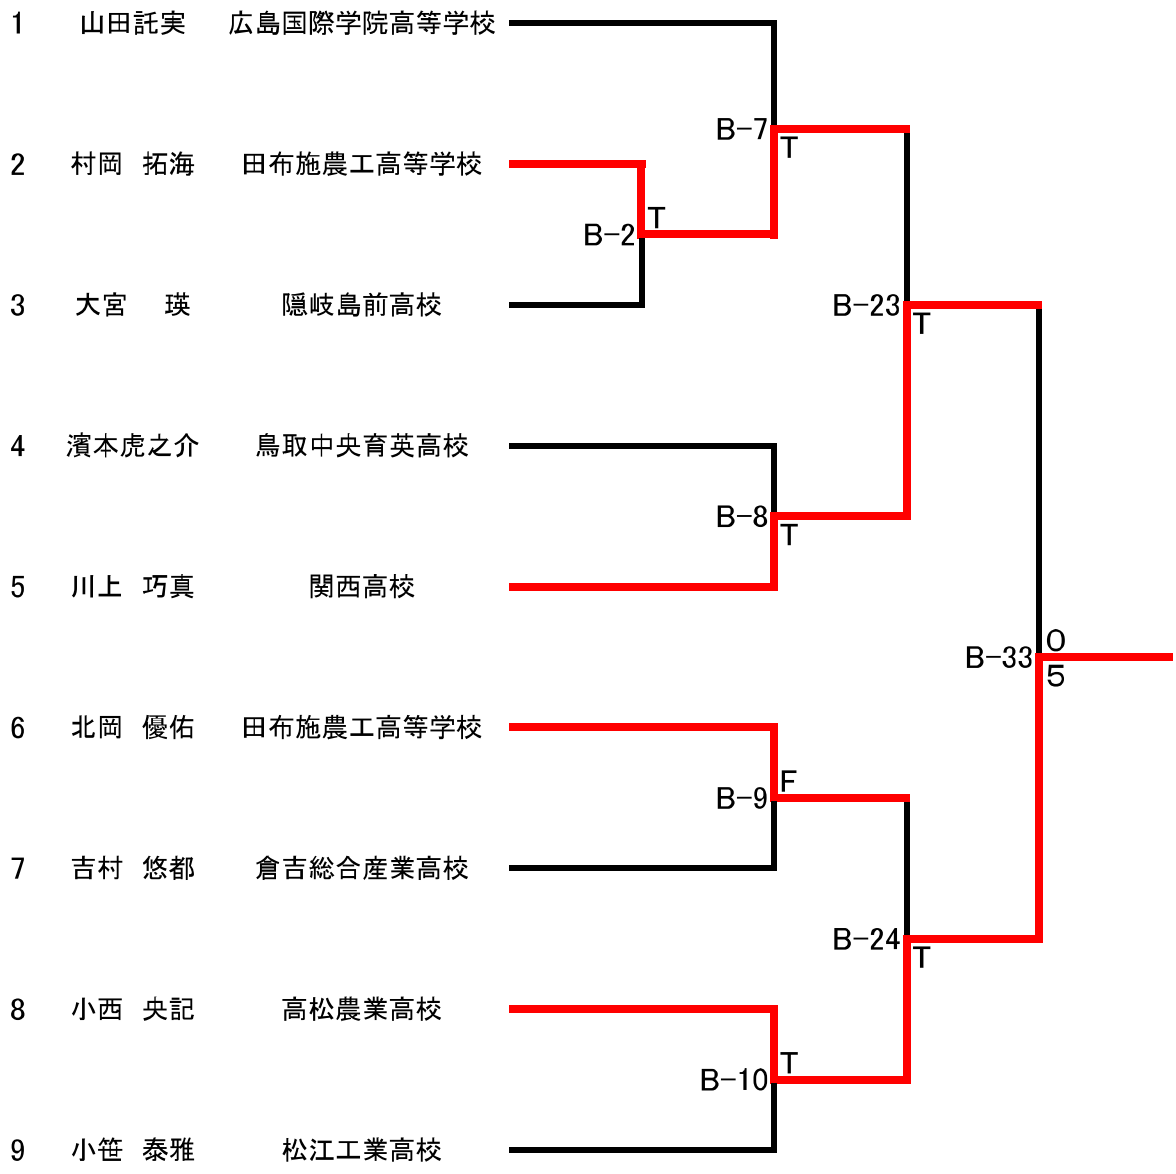 1 山田託実 広島国際学院高等学校
B-7
T
2 村岡 拓海 田布施農工高等学校
T
B-2
3 大宮 瑛 隠岐島前高校
B-23
T
4 濱本虎之介 鳥取中央育英高校
B-8
T
5 川上 巧真 関西高校
0
B-33
5
6 北岡 優佑 田布施農工高等学校
F
B-9
7 吉村 悠都 倉吉総合産業高校
B-24
T
8 小西 央記 高松農業高校
T
B-10
9 小笹 泰雅 松江工業高校